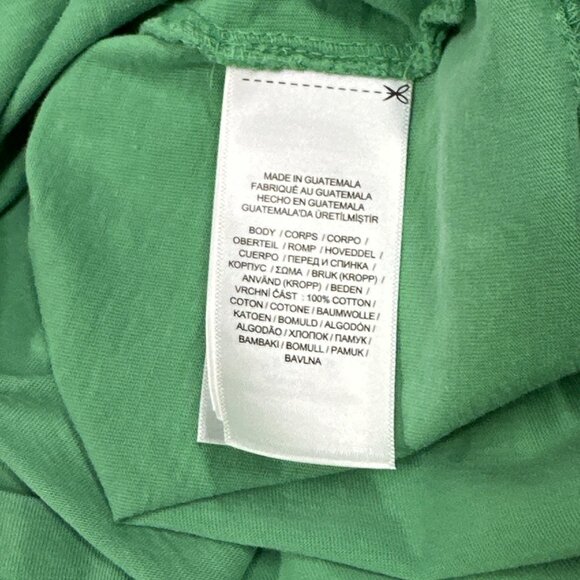 MADE IN GUATEMALA
FABRIQUÉ AU GUATEMALA
HECHO EN GUATEMALA
GUATEMALA'DA ÜRETİLMİŞTİR
BODY / CORPS / CORPO /
OBERTEIL / ROMP / HOVEDDEL /
CUERPO / ПЕРЕД И СПИНКА /
КОРПУС / ΣΩΜΑ / BRUK (KROPP) /
ANVÄND (KROPP) / BEDEN /
VRCHNÍ ČÁST : 100% COTTON /
COTON / COTONE / BAUMWOLLE /
KATOEN / BOMULD / ALGODÓN /
ALGODÃO / ХЛОПОК / ПАМУК /
BAMBAKI / BOMULL / PAMUK /
BAVLNA